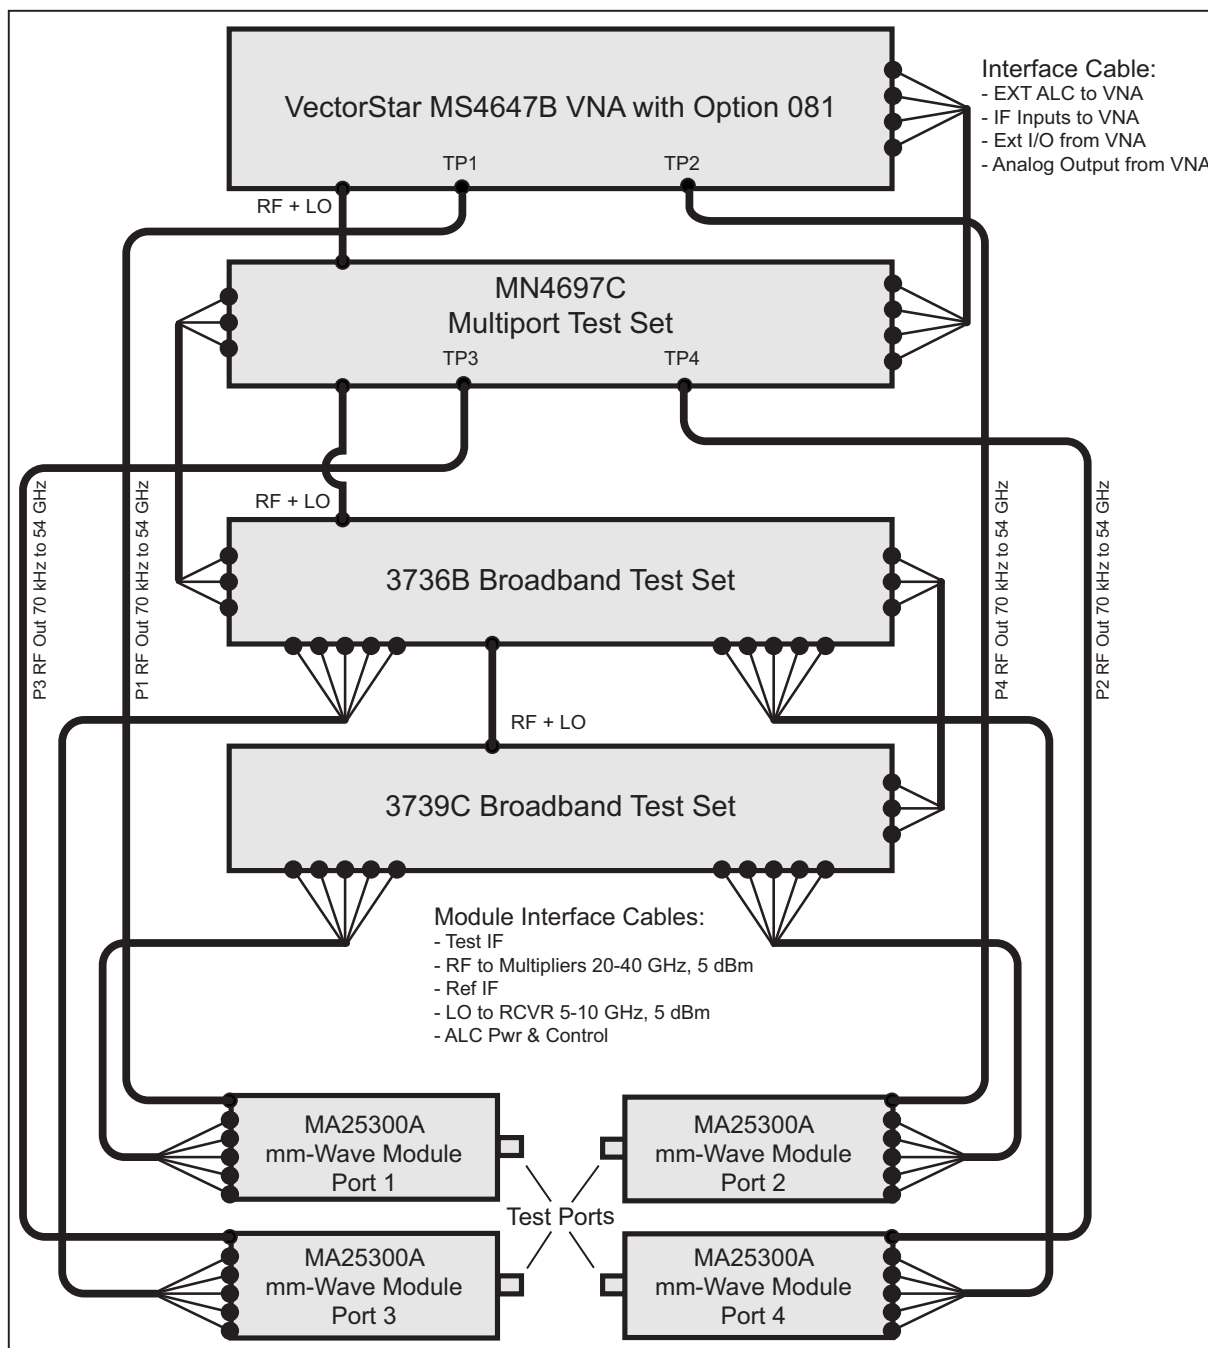 VectorStar MS4647B VNA with Option 081
TP1
TP2
Interface Cable:
- EXT ALC to VNA
- IF Inputs to VNA
- Ext I/O from VNA
- Analog Output from VNA
RF + LO
MN4697C
Multiport Test Set
TP3
TP4
RF + LO
P3 RF Out 70 kHz to 54 GHz
P1 RF Out 70 kHz to 54 GHz
P4 RF Out 70 kHz to 54 GHz
P2 RF Out 70 kHz to 54 GHz
3736B Broadband Test Set
RF + LO
3739C Broadband Test Set
Module Interface Cables:
- Test IF
- RF to Multipliers 20-40 GHz, 5 dBm
- Ref IF
- LO to RCVR 5-10 GHz, 5 dBm
- ALC Pwr & Control
MA25300A
mm-Wave Module
Port 1
MA25300A
mm-Wave Module
Port 2
Test Ports
MA25300A
mm-Wave Module
Port 3
MA25300A
mm-Wave Module
Port 4